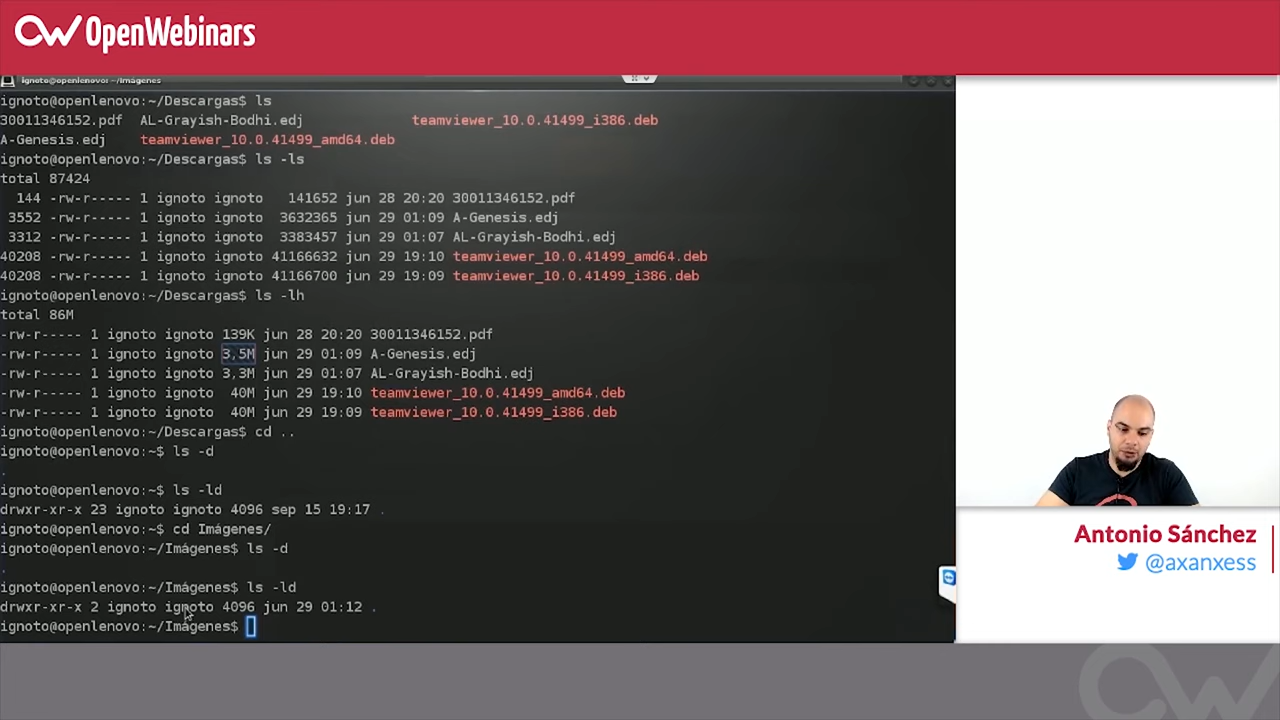 OpenWebinars
ignoto@openlenovo: ~/Imágenes
ignoto@openlenovo:~/Descargas$ ls
30011346152.pdf AL-Grayish-Bodhi.edj teamviewer_10.0.41499_i386.deb
A-Genesis.edj teamviewer_10.0.41499_amd64.deb
ignoto@openlenovo:~/Descargas$ ls -ls
total 87424
144 -rw-r----- 1 ignoto ignoto 141652 jun 28 20:20 30011346152.pdf
3552 -rw-r----- 1 ignoto ignoto 3632365 jun 29 01:09 A-Genesis.edj
3312 -rw-r----- 1 ignoto ignoto 3383457 jun 29 01:07 AL-Grayish-Bodhi.edj
40208 -rw-r----- 1 ignoto ignoto 41166632 jun 29 19:10 teamviewer_10.0.41499_amd64.deb
40208 -rw-r----- 1 ignoto ignoto 41166700 jun 29 19:09 teamviewer_10.0.41499_i386.deb
ignoto@openlenovo:~/Descargas$ ls -lh
total 86M
-rw-r----- 1 ignoto ignoto 139K jun 28 20:20 30011346152.pdf
-rw-r----- 1 ignoto ignoto 3,5M jun 29 01:09 A-Genesis.edj
-rw-r----- 1 ignoto ignoto 3,3M jun 29 01:07 AL-Grayish-Bodhi.edj
-rw-r----- 1 ignoto ignoto 40M jun 29 19:10 teamviewer_10.0.41499_amd64.deb
-rw-r----- 1 ignoto ignoto 40M jun 29 19:09 teamviewer_10.0.41499_i386.deb
ignoto@openlenovo:~/Descargas$ cd ..
ignoto@openlenovo:~$ ls -d
.
ignoto@openlenovo:~$ ls -ld
drwxr-xr-x 23 ignoto ignoto 4096 sep 15 19:17 .
ignoto@openlenovo:~$ cd Imágenes/
ignoto@openlenovo:~/Imágenes$ ls -d
.
ignoto@openlenovo:~/Imágenes$ ls -ld
drwxr-xr-x 2 ignoto ignoto 4096 jun 29 01:12 .
ignoto@openlenovo:~/Imágenes$
Antonio Sánchez
@axanxess